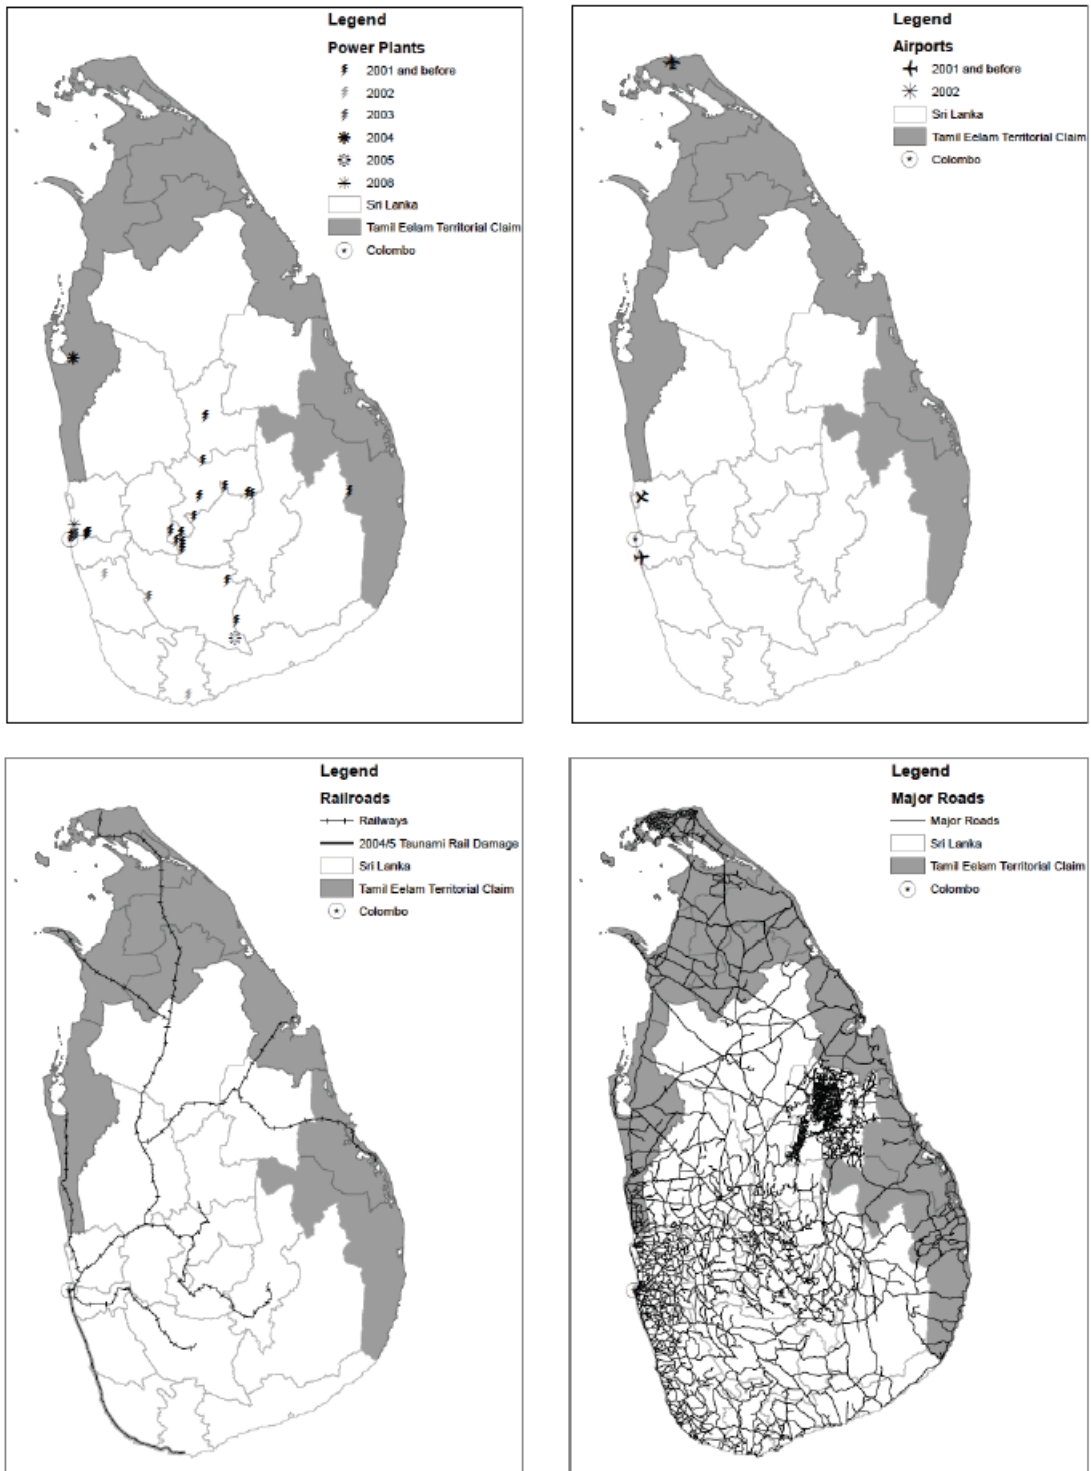 Legend
Power Plants
2001 and before
2002
2003
2004
2005
2008
Sri Lanka
Tamil Eelam Territorial Claim
Colombo
Legend
Airports
2001 and before
2002
Sri Lanka
Tamil Eelam Territorial Claim
Colombo
Legend
Railroads
Railways
2004/5 Tsunami Rail Damage
Sri Lanka
Tamil Eelam Territorial Claim
Colombo
Legend
Major Roads
Major Roads
Sri Lanka
Tamil Eelam Territorial Claim
Colombo